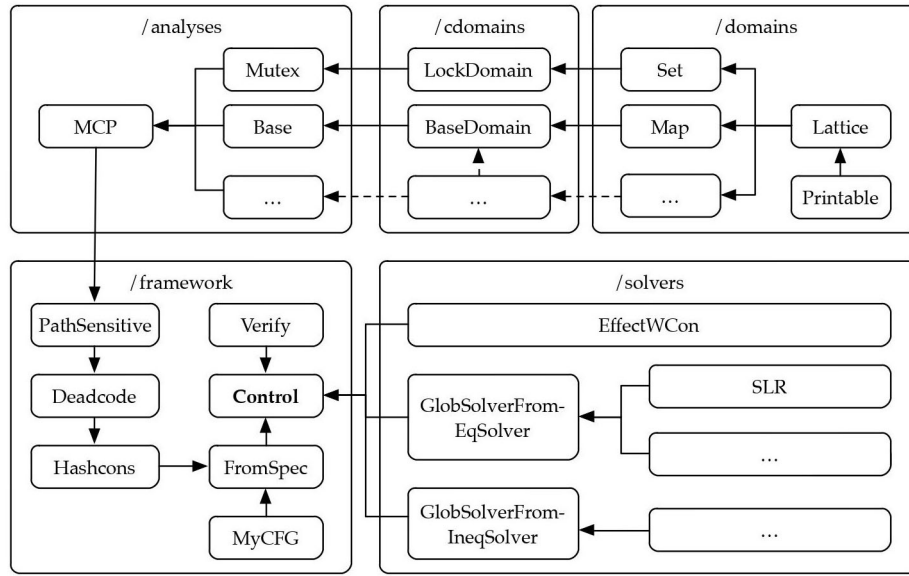 /analyses
/cdomains
/domains
Mutex
LockDomain
Set
MCP
Base
BaseDomain
Map
Lattice
...
...
...
Printable
/framework
/solvers
PathSensitive
Verify
EffectWCon
Deadcode
Control
GlobSolverFrom-
EqSolver
SLR
Hashcons
FromSpec
...
MyCFG
GlobSolverFrom-
IneqSolver
...